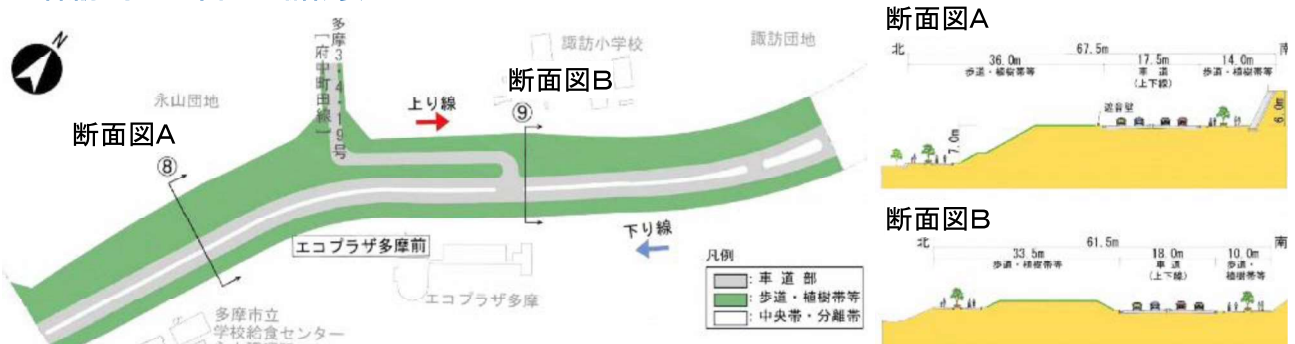 断面図A
北
67.5m
南
36.0m
歩道・植樹帯等
17.5m
車 道
(上下線)
14.0m
歩道・植樹帯等
遮音壁
7.0m
6.0m
断面図B
北
61.5m
南
33.5m
歩道・植樹帯等
18.0m
車 道
(上下線)
10.0m
歩道・
植樹帯等
N
多摩3・4・19号
[府中町田線]
諏訪小学校
諏訪団地
永山団地
断面図A
⑧
上り線
断面図B
⑨
エコプラザ多摩前
下り線
エコプラザ多摩
多摩市立
学校給食センター
凡例
: 車 道 部
: 歩道・植樹帯等
: 中央帯・分離帯